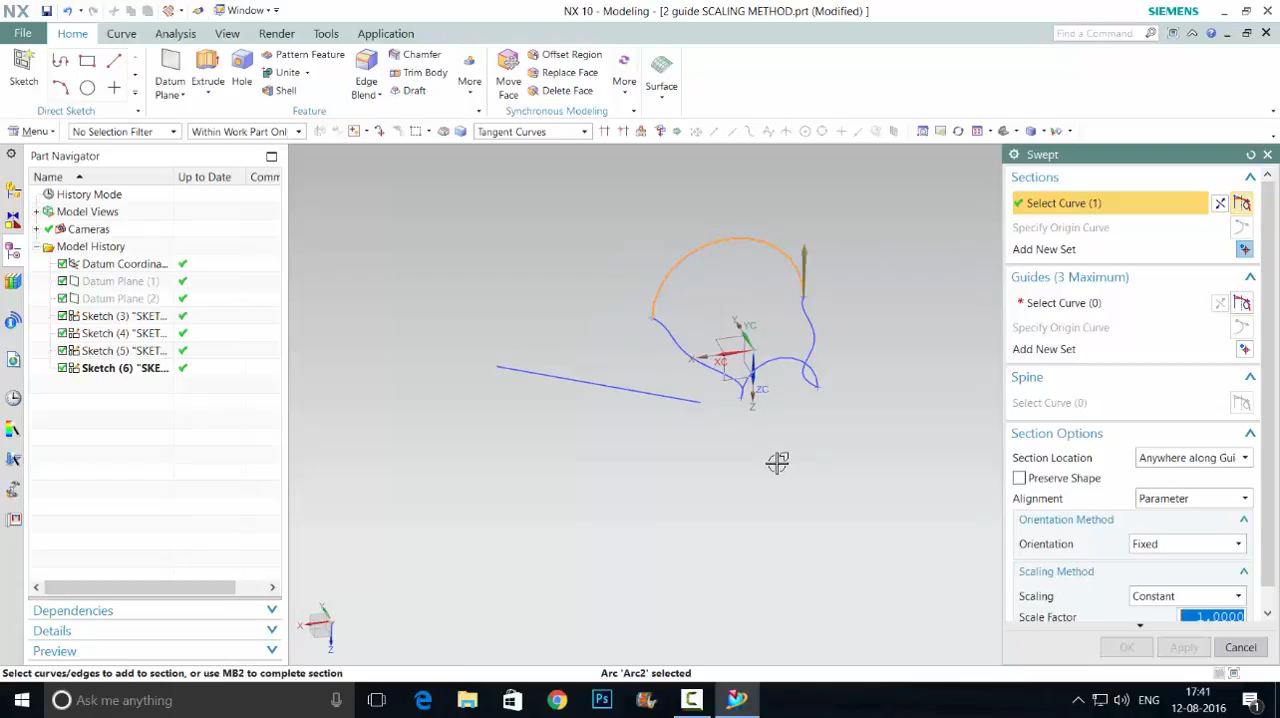 NX
Window
NX 10 - Modeling - [2 guide SCALING METHOD.prt (Modified) ]
SIEMENS
File
Home
Curve
Analysis
View
Render
Tools
Application
Find a Command
Sketch
Direct Sketch
Datum
Plane
Extrude
Hole
Pattern Feature
Unite
Shell
Edge
Blend
Chamfer
Trim Body
Draft
More
Feature
Move
Face
Offset Region
Replace Face
Delete Face
More
Synchronous Modeling
Surface
Menu
No Selection Filter
Within Work Part Only
Tangent Curves
Part Navigator
Name
Up to Date
Comm
History Mode
Model Views
Cameras
Model History
Datum Coordina...
Datum Plane (1)
Datum Plane (2)
Sketch (3) "SKET...
Sketch (4) "SKET...
Sketch (5) "SKET...
Sketch (6) "SKE...
Dependencies
Details
Preview
Y
YC
X
XC
ZC
Z
Y
X
Z
Swept
Sections
Select Curve (1)
Specify Origin Curve
Add New Set
Guides (3 Maximum)
* Select Curve (0)
Specify Origin Curve
Add New Set
Spine
Select Curve (0)
Section Options
Section Location
Anywhere along Gui
Preserve Shape
Alignment
Parameter
Orientation Method
Orientation
Fixed
Scaling Method
Scaling
Constant
Scale Factor
1.0000
OK
Apply
Cancel
Select curves/edges to add to section, or use MB2 to complete section
Arc 'Arc2' selected
Ask me anything
Ps
ENG
17:41
12-08-2016